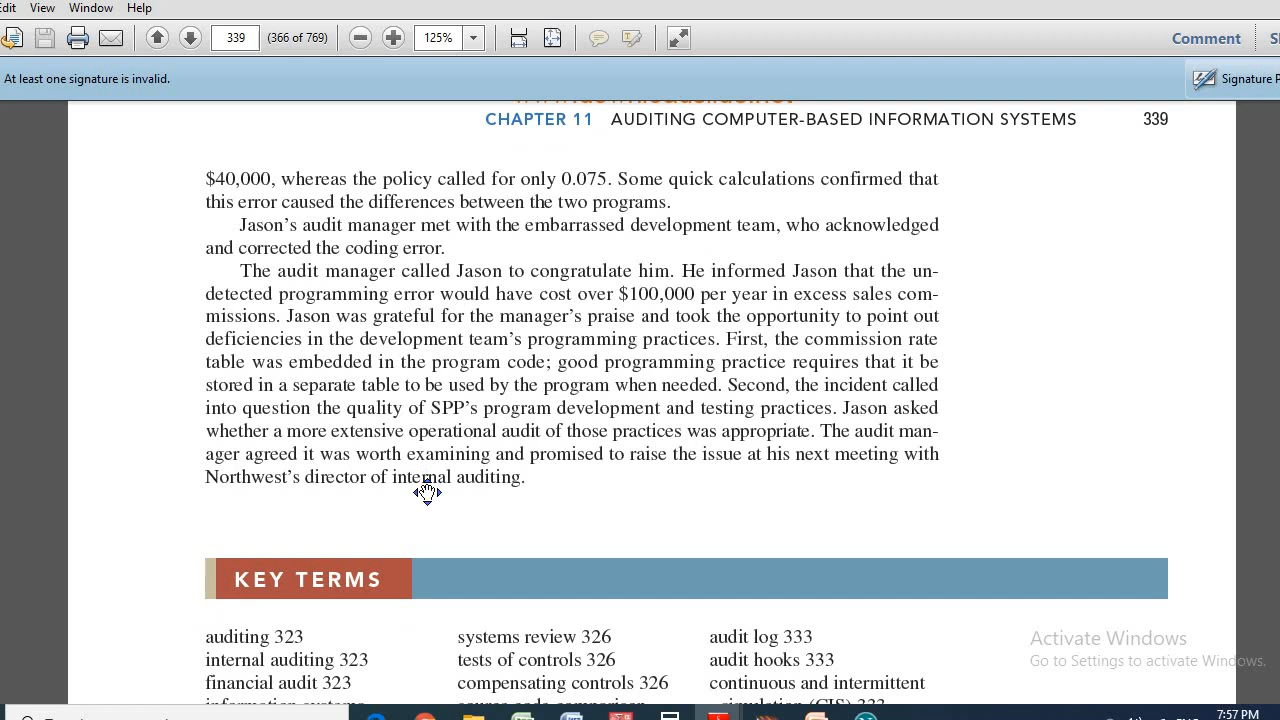 Edit View Window Help
339 (366 of 769) 125% Comment
At least one signature is invalid. Signature P
CHAPTER 11 AUDITING COMPUTER-BASED INFORMATION SYSTEMS 339
$40,000, whereas the policy called for only 0.075. Some quick calculations confirmed that
this error caused the differences between the two programs.
Jason’s audit manager met with the embarrassed development team, who acknowledged
and corrected the coding error.
The audit manager called Jason to congratulate him. He informed Jason that the un-
detected programming error would have cost over $100,000 per year in excess sales com-
missions. Jason was grateful for the manager’s praise and took the opportunity to point out
deficiencies in the development team’s programming practices. First, the commission rate
table was embedded in the program code; good programming practice requires that it be
stored in a separate table to be used by the program when needed. Second, the incident called
into question the quality of SPP’s program development and testing practices. Jason asked
whether a more extensive operational audit of those practices was appropriate. The audit man-
ager agreed it was worth examining and promised to raise the issue at his next meeting with
Northwest’s director of internal auditing.
KEY TERMS
auditing 323 systems review 326 audit log 333
internal auditing 323 tests of controls 326 audit hooks 333
financial audit 323 compensating controls 326 continuous and intermittent
Activate Windows
Go to Settings to activate Windows.
7:57 PM